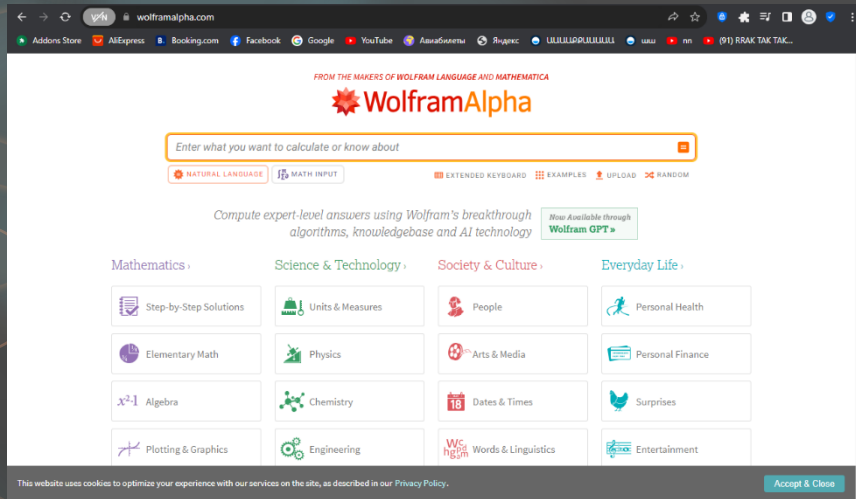 VPN wolframalpha.com
Addons Store AliExpress B. Booking.com Facebook Google YouTube Авиабилеты Яндекс nn (91) RRAK TAK TAK...
FROM THE MAKERS OF WOLFRAM LANGUAGE AND MATHEMATICA
WolframAlpha
Enter what you want to calculate or know about
NATURAL LANGUAGE MATH INPUT EXTENDED KEYBOARD EXAMPLES UPLOAD RANDOM
Compute expert-level answers using Wolfram's breakthrough
algorithms, knowledgebase and AI technology
Now Available through
Wolfram GPT »
Mathematics › Science & Technology › Society & Culture › Everyday Life ›
Step-by-Step Solutions Units & Measures People Personal Health
Elementary Math Physics Arts & Media Personal Finance
x²-1 Algebra Chemistry 18 Dates & Times Surprises
Plotting & Graphics Engineering Words & Linguistics Entertainment
This website uses cookies to optimize your experience with our services on the site, as described in our Privacy Policy. Accept & Close